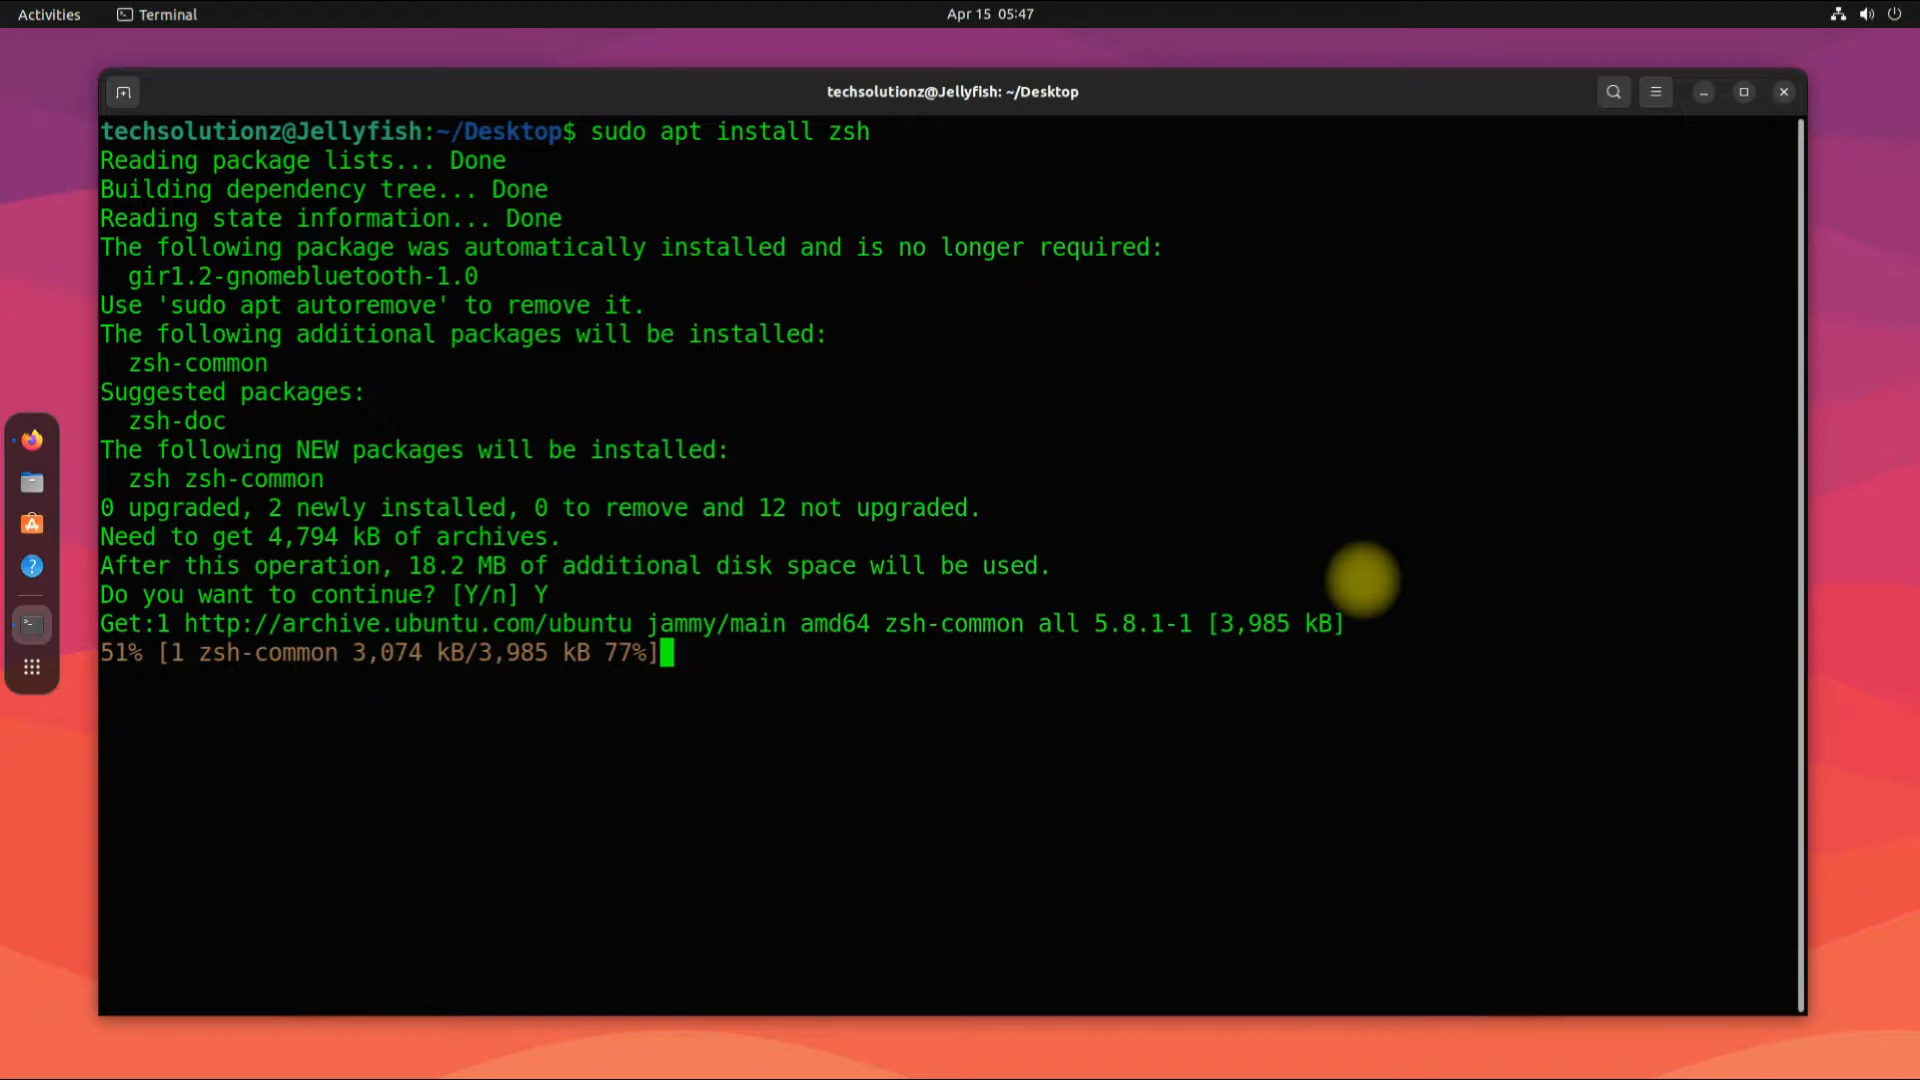 Activities
Terminal
Apr 15 05:47
techsolutionz@Jellyfish: ~/Desktop
techsolutionz@Jellyfish:~/Desktop$ sudo apt install zsh
Reading package lists... Done
Building dependency tree... Done
Reading state information... Done
The following package was automatically installed and is no longer required:
gir1.2-gnomebluetooth-1.0
Use 'sudo apt autoremove' to remove it.
The following additional packages will be installed:
zsh-common
Suggested packages:
zsh-doc
The following NEW packages will be installed:
zsh zsh-common
0 upgraded, 2 newly installed, 0 to remove and 12 not upgraded.
Need to get 4,794 kB of archives.
After this operation, 18.2 MB of additional disk space will be used.
Do you want to continue? [Y/n] Y
Get:1 http://archive.ubuntu.com/ubuntu jammy/main amd64 zsh-common all 5.8.1-1 [3,985 kB]
51% [1 zsh-common 3,074 kB/3,985 kB 77%]